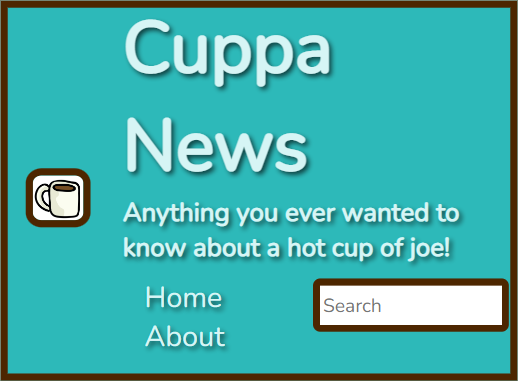 Cuppa
News
Anything you ever wanted to
know about a hot cup of joe!
Home
Search
About